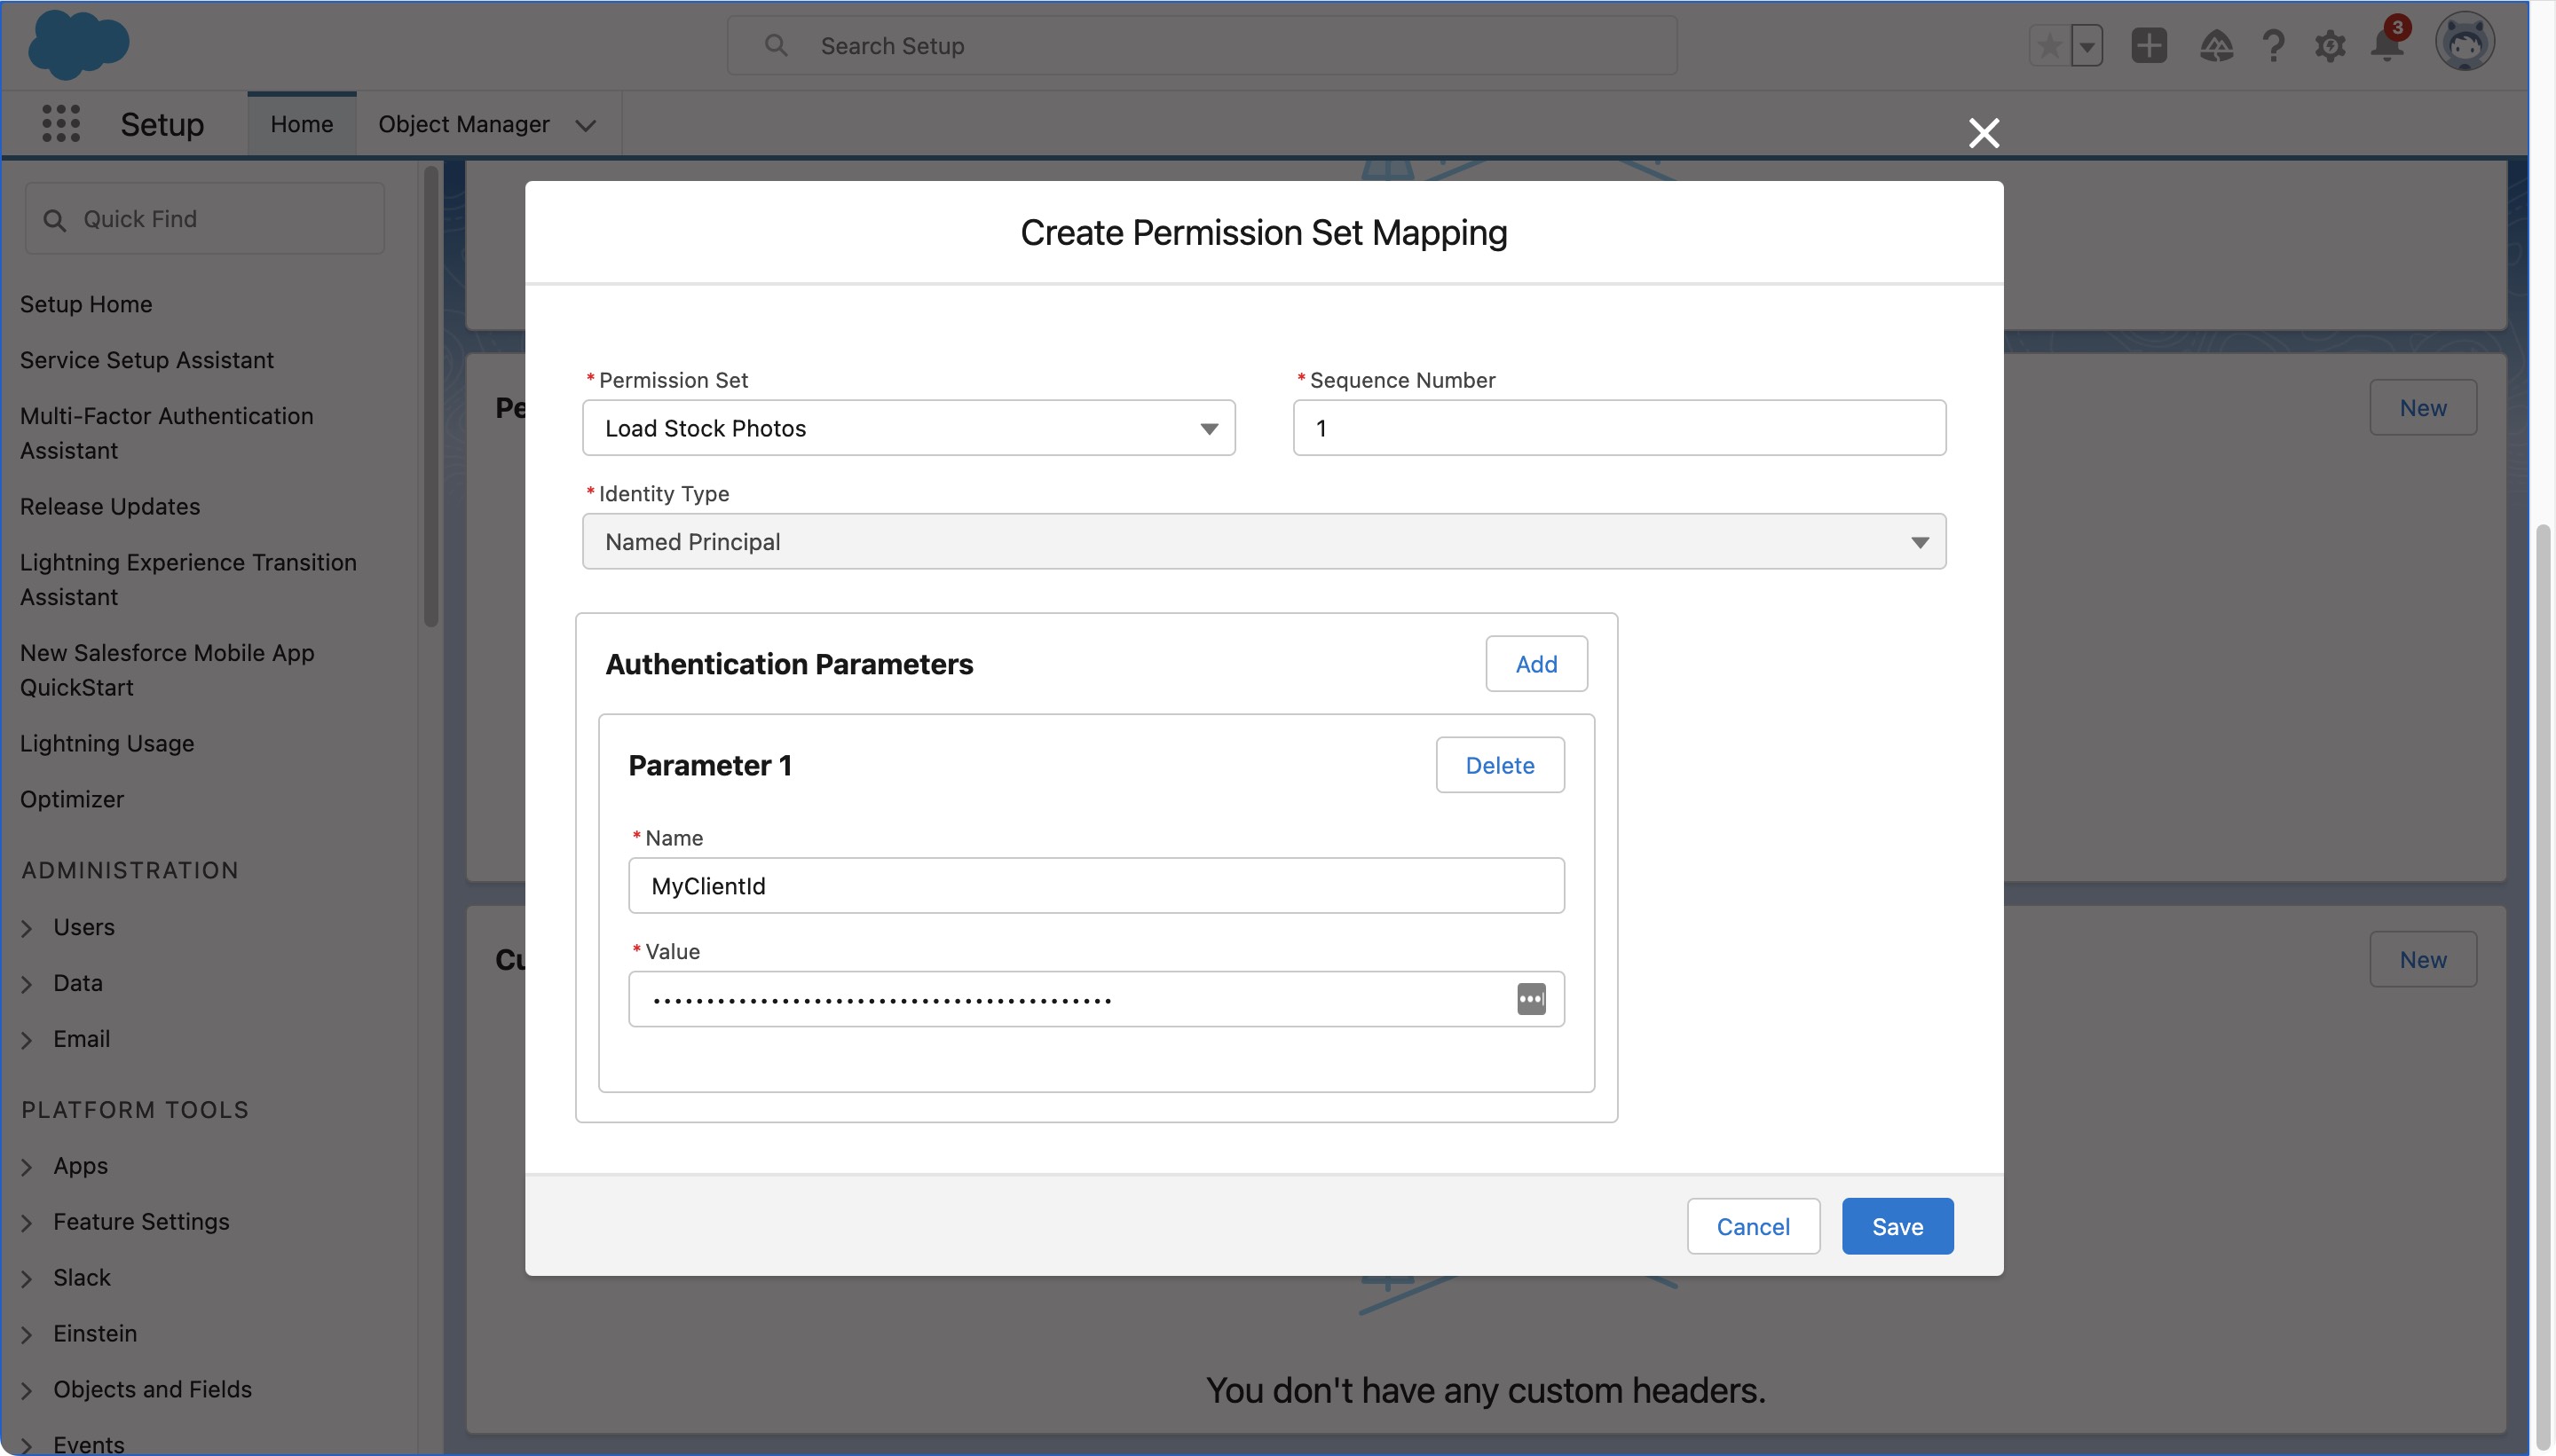 Search Setup
3
Setup
Home
Object Manager
Quick Find
Setup Home
Service Setup Assistant
Multi-Factor Authentication
Assistant
Release Updates
Lightning Experience Transition
Assistant
New Salesforce Mobile App
QuickStart
Lightning Usage
Optimizer
ADMINISTRATION
Users
Data
Email
PLATFORM TOOLS
Apps
Feature Settings
Slack
Einstein
Objects and Fields
Events
Create Permission Set Mapping
* Permission Set
Load Stock Photos
* Sequence Number
1
* Identity Type
Named Principal
Authentication Parameters
Add
Parameter 1
Delete
* Name
MyClientId
* Value
Cancel
Save
Pe
New
Cu
New
You don't have any custom headers.